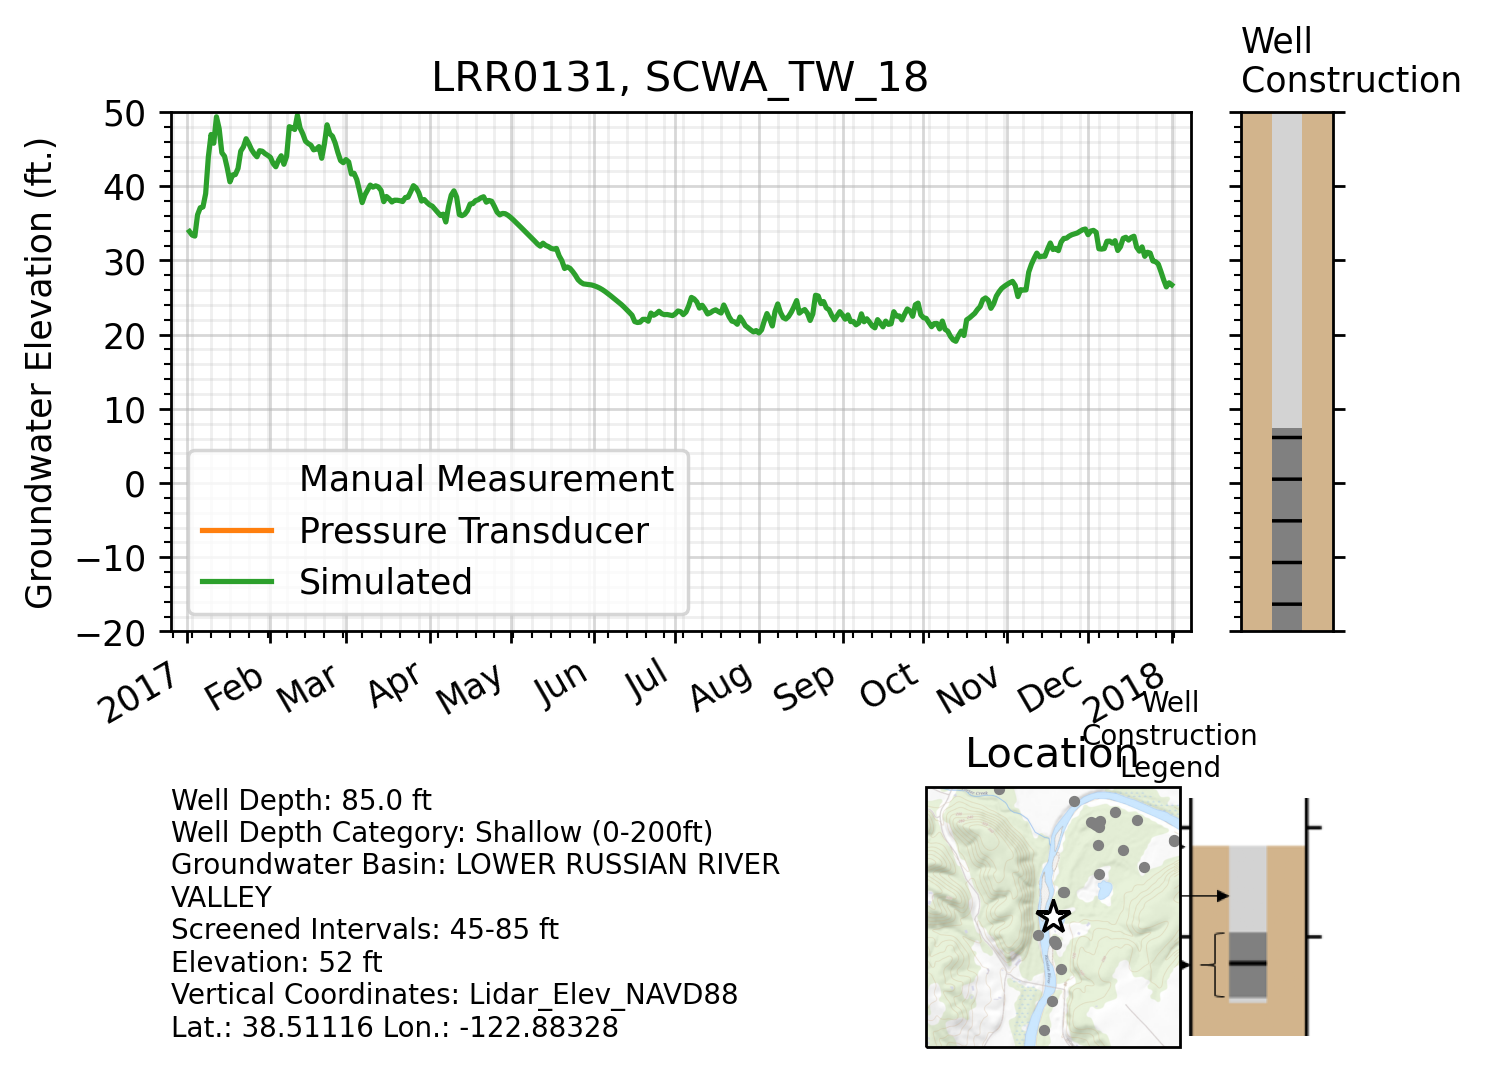 Well
Construction
LRR0131, SCWA_TW_18
Groundwater Elevation (ft.)
50
40
30
20
10
0
−10
−20
Manual Measurement
Pressure Transducer
Simulated
2017
Feb
Mar
Apr
May
Jun
Jul
Aug
Sep
Oct
Nov
Dec
2018
Well
Construction
Legend
Location
Well Depth: 85.0 ft
Well Depth Category: Shallow (0-200ft)
Groundwater Basin: LOWER RUSSIAN RIVER
VALLEY
Screened Intervals: 45-85 ft
Elevation: 52 ft
Vertical Coordinates: Lidar_Elev_NAVD88
Lat.: 38.51116 Lon.: -122.88328